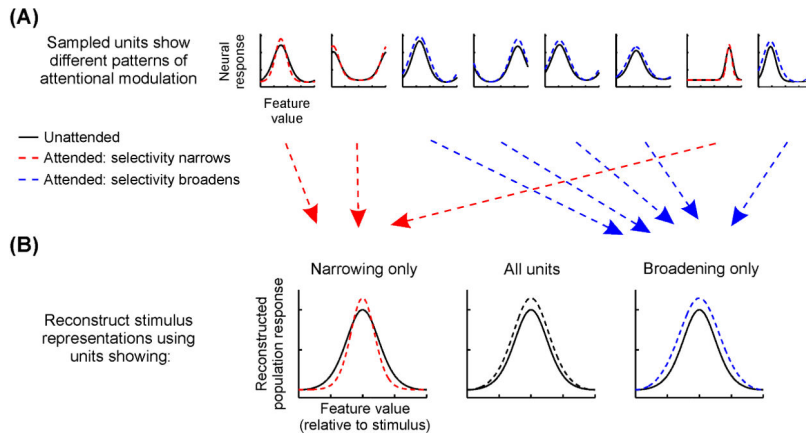 (A)
Sampled units show
different patterns of
attentional modulation
Neural
response
Feature
value
Unattended
Attended: selectivity narrows
Attended: selectivity broadens
(B)
Narrowing only
All units
Broadening only
Reconstruct stimulus
representations using
units showing:
Reconstructed
population response
Feature value
(relative to stimulus)